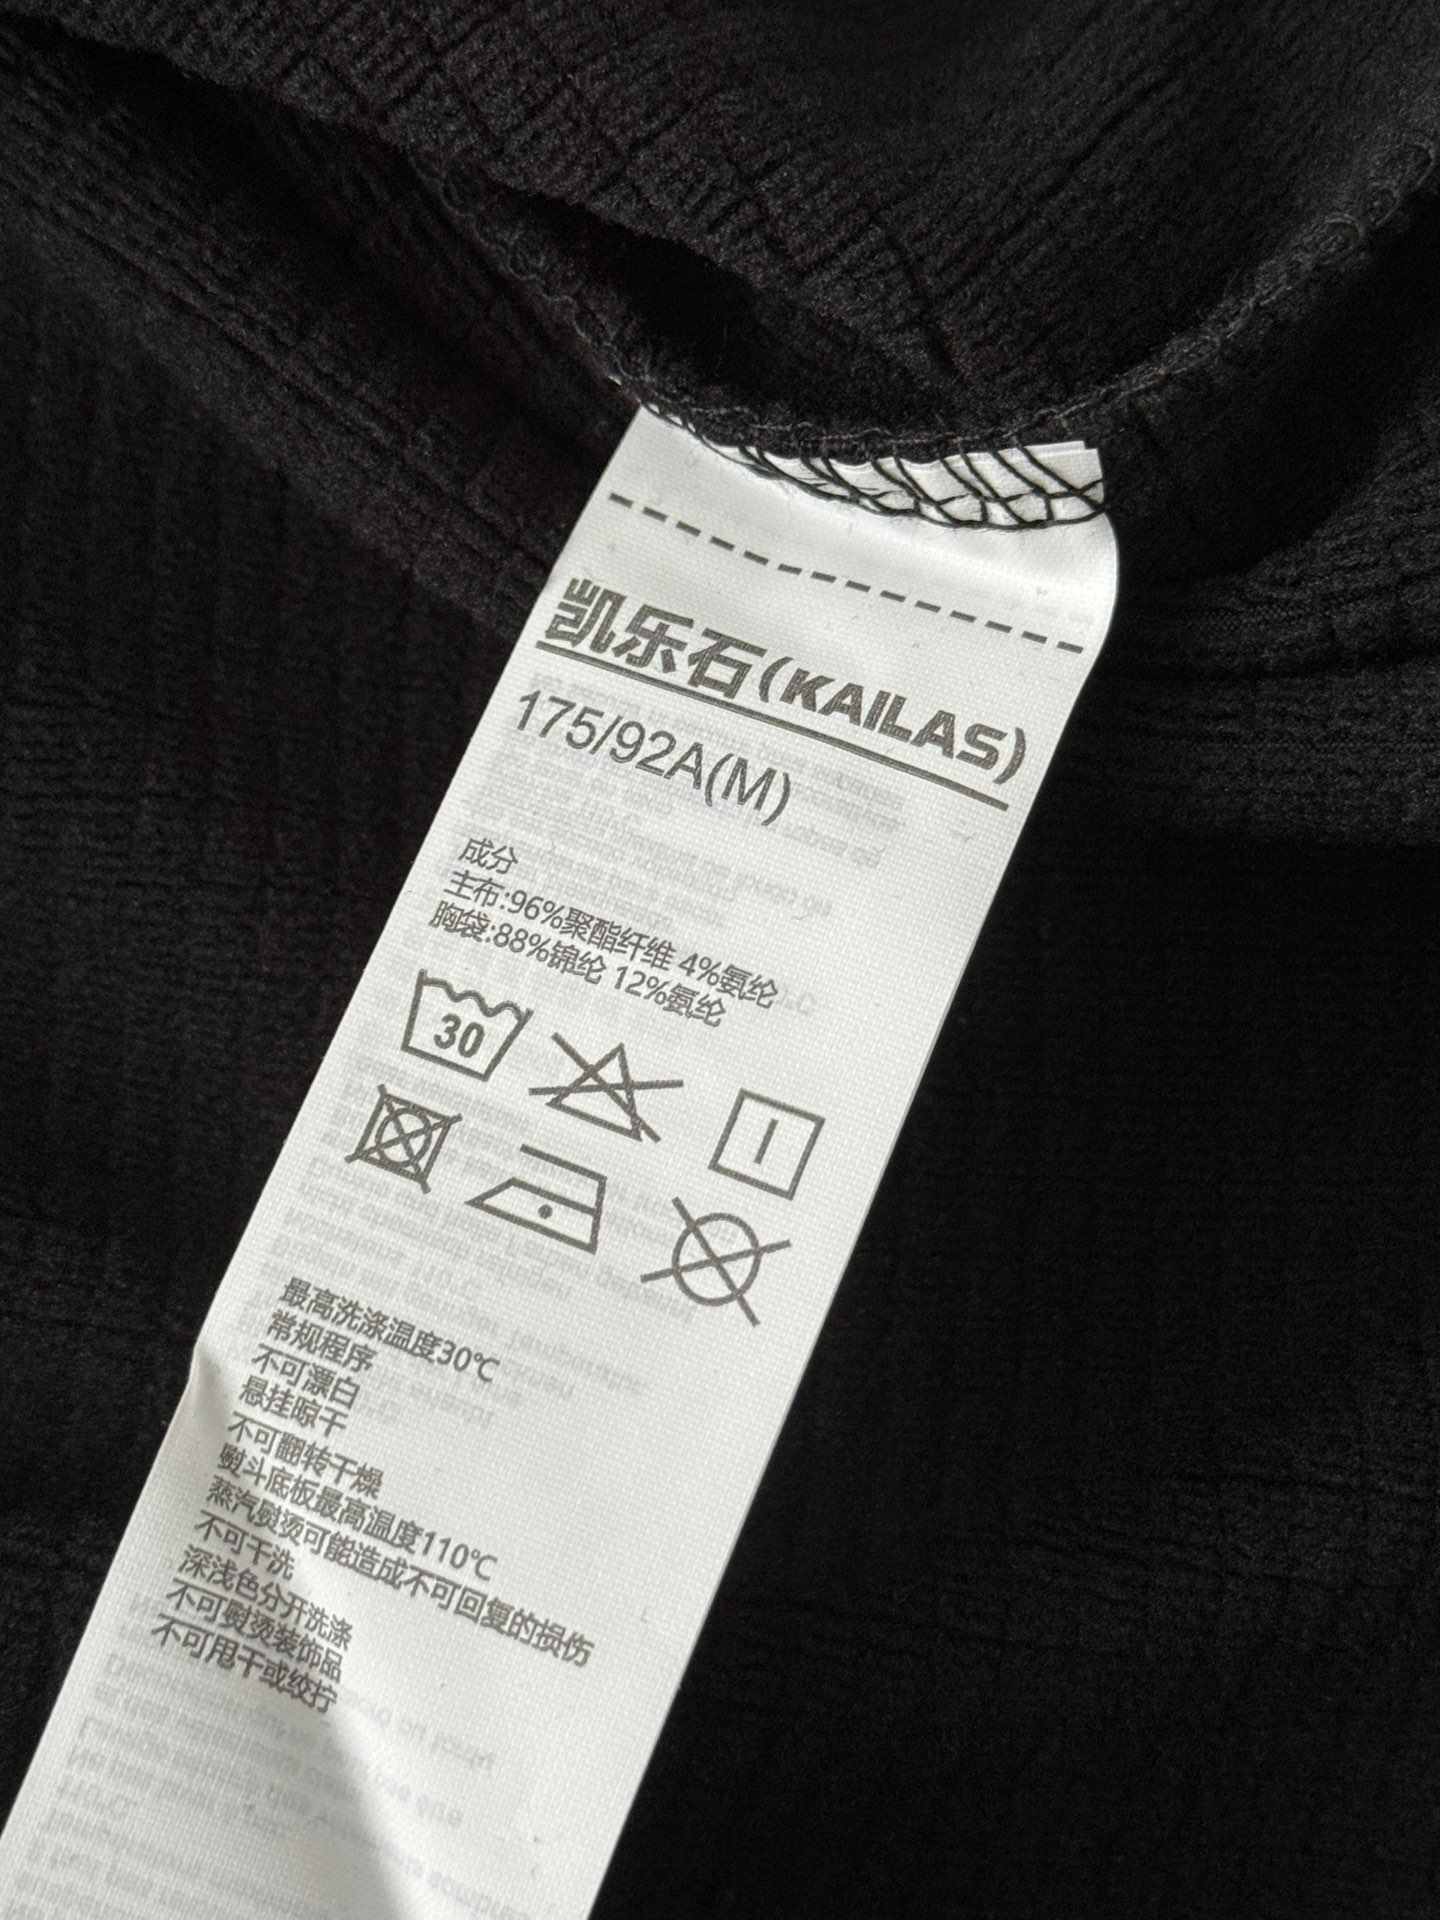 凯乐石(KAILAS)
175/92A(M)
成分
主布:96%聚酯纤维 4%氨纶
胸袋:88%锦纶 12%氨纶
30
最高洗涤温度30℃
常规程序
不可漂白
悬挂晾干
不可翻转干燥
熨斗底板最高温度110℃
蒸汽熨烫可能造成不可回复的损伤
不可干洗
深浅色分开洗涤
不可熨烫装饰品
不可甩干或绞拧